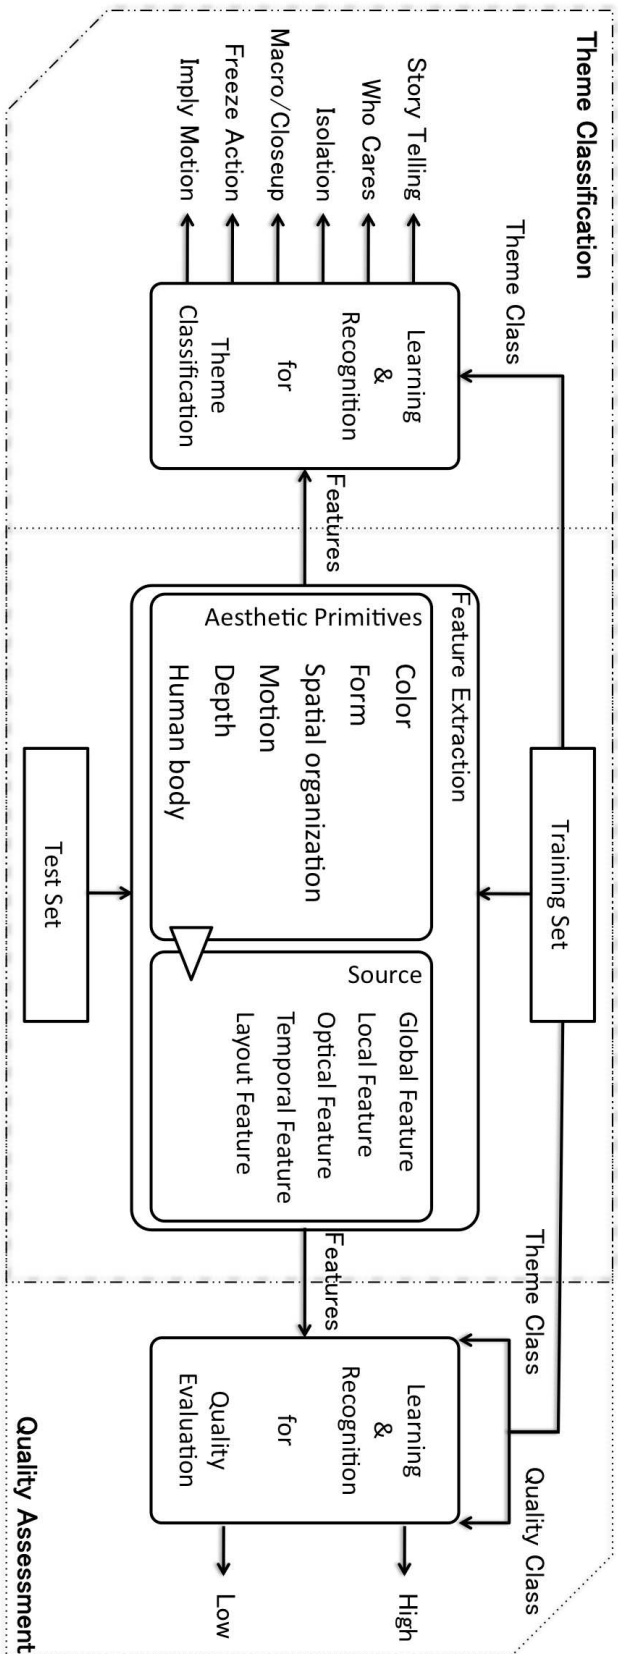 Theme Classification
Theme Class
Training Set
Theme Class
Quality Class
Story Telling
Who Cares
Isolation
Macro/Closeup
Freeze Action
Imply Motion
Learning
&
Recognition
for
Theme
Classification
Features
Feature Extraction
Aesthetic Primitives
Color
Form
Spatial organization
Motion
Depth
Human body
Source
Global Feature
Local Feature
Optical Feature
Temporal Feature
Layout Feature
Features
Learning
&
Recognition
for
Quality
Evaluation
High
Low
Test Set
Quality Assessment